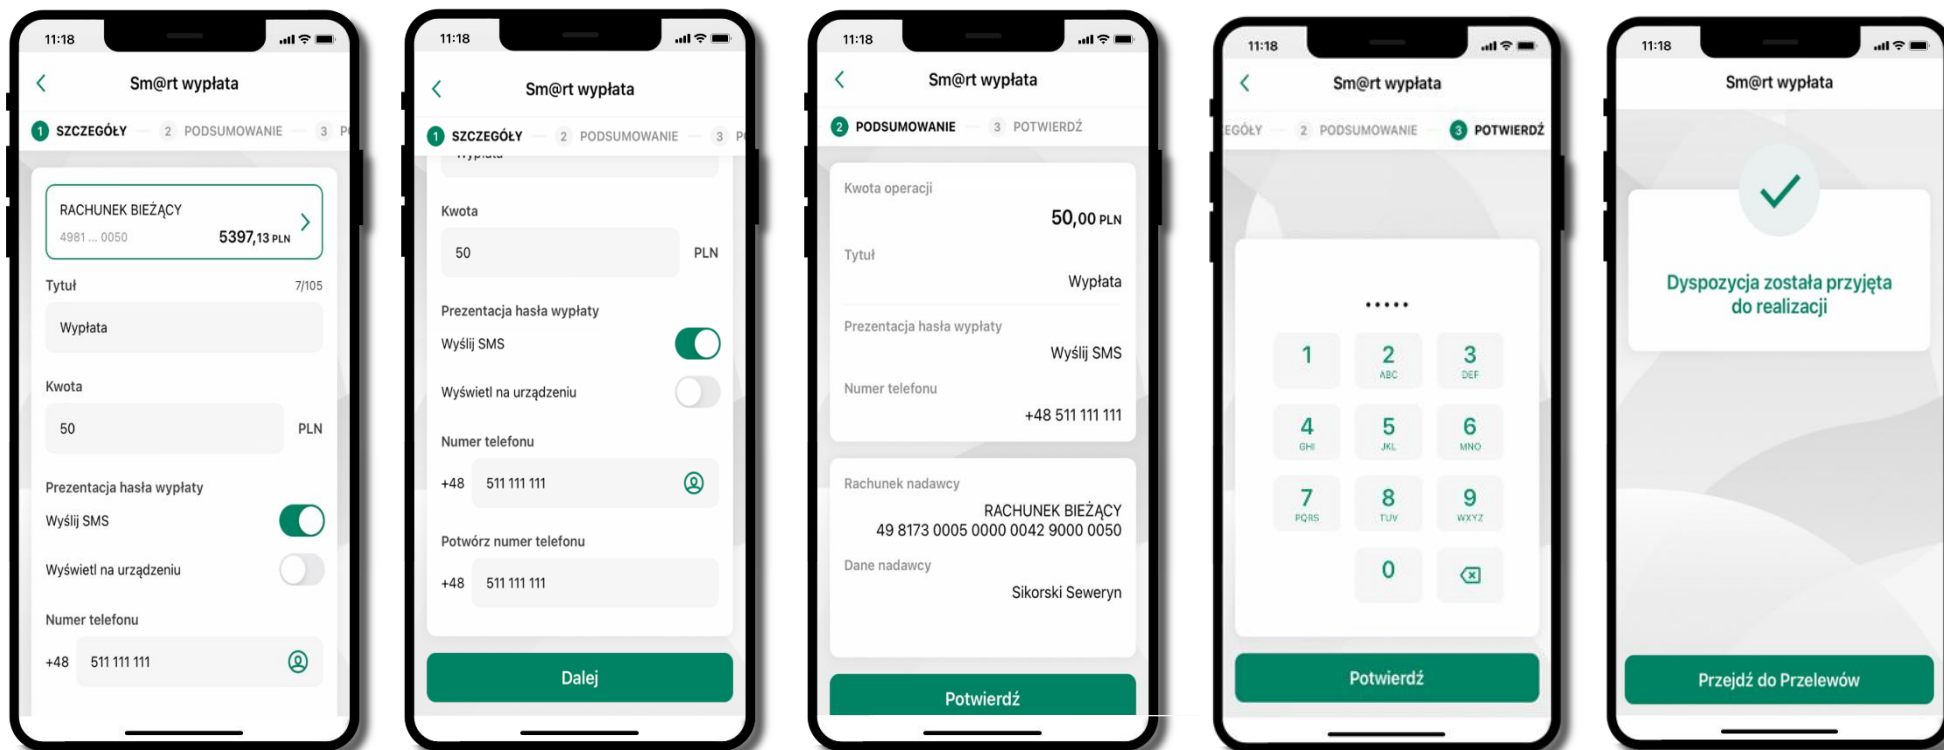 11:18
Sm@rt wypłata
1 SZCZEGÓŁY 2 PODSUMOWANIE 3
RACHUNEK BIEŻĄCY
4981 ... 0050 5397,13 PLN
Tytuł 7/105
Wypłata
Kwota
50 PLN
Prezentacja hasła wypłaty
Wyślij SMS
Wyświetl na urządzeniu
Numer telefonu
+48 511 111 111
11:18
Sm@rt wypłata
1 SZCZEGÓŁY 2 PODSUMOWANIE 3
Wypłata
Kwota
50 PLN
Prezentacja hasła wypłaty
Wyślij SMS
Wyświetl na urządzeniu
Numer telefonu
+48 511 111 111
Potwórz numer telefonu
+48 511 111 111
Dalej
11:18
Sm@rt wypłata
2 PODSUMOWANIE 3 POTWIERDŹ
Kwota operacji
50,00 PLN
Tytuł
Wypłata
Prezentacja hasła wypłaty
Wyślij SMS
Numer telefonu
+48 511 111 111
Rachunek nadawcy
RACHUNEK BIEŻĄCY
49 8173 0005 0000 0042 9000 0050
Dane nadawcy
Sikorski Seweryn
Potwierdź
11:18
Sm@rt wypłata
EGÓŁY 2 PODSUMOWANIE 3 POTWIERDŹ
•••••
1 2 3
ABC DEF
4 5 6
GHI JKL MNO
7 8 9
PQRS TUV WXYZ
0
Potwierdź
11:18
Sm@rt wypłata
Dyspozycja została przyjęta
do realizacji
Przejdź do Przelewów